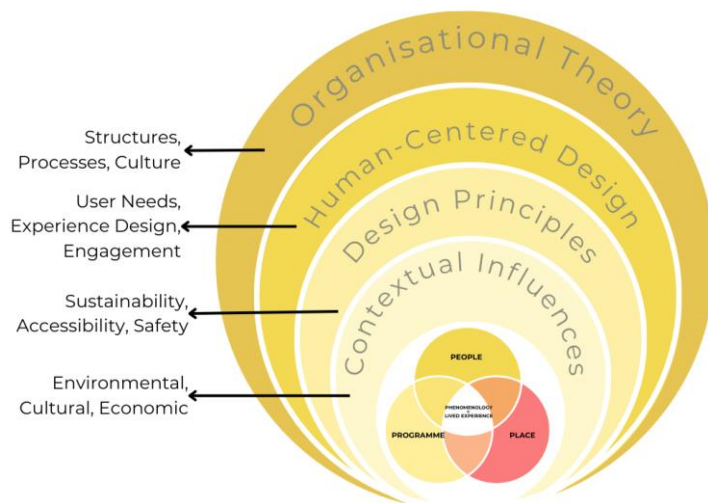 Organisational Theory
Structures,
Processes, Culture
Human-Centered Design
User Needs,
Experience Design,
Engagement
Design Principles
Sustainability,
Accessibility, Safety
Contextual Influences
Environmental,
Cultural, Economic
PEOPLE
PHENOMENOLOGY
LIVED EXPERIENCE
PROGRAMME
PLACE